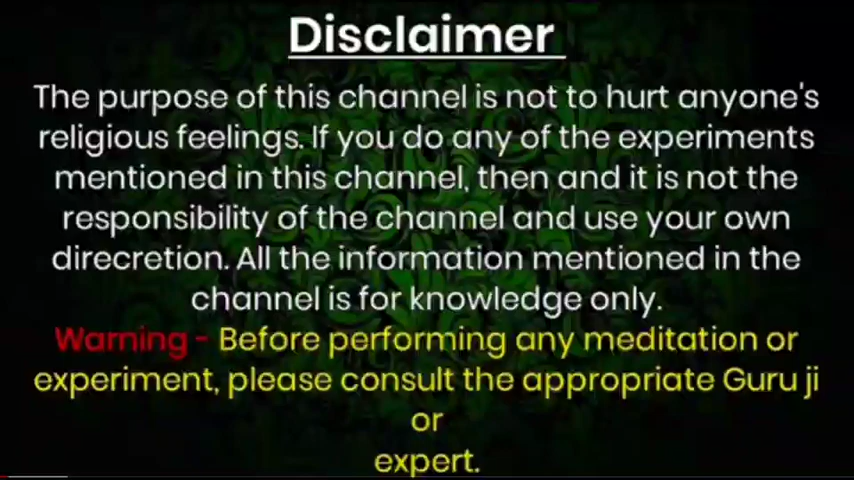 Disclaimer
The purpose of this channel is not to hurt anyone's
religious feelings. If you do any of the experiments
mentioned in this channel, then and it is not the
responsibility of the channel and use your own
direcretion. All the information mentioned in the
channel is for knowledge only.
Warning - Before performing any meditation or
experiment, please consult the appropriate Guru ji
or
expert.